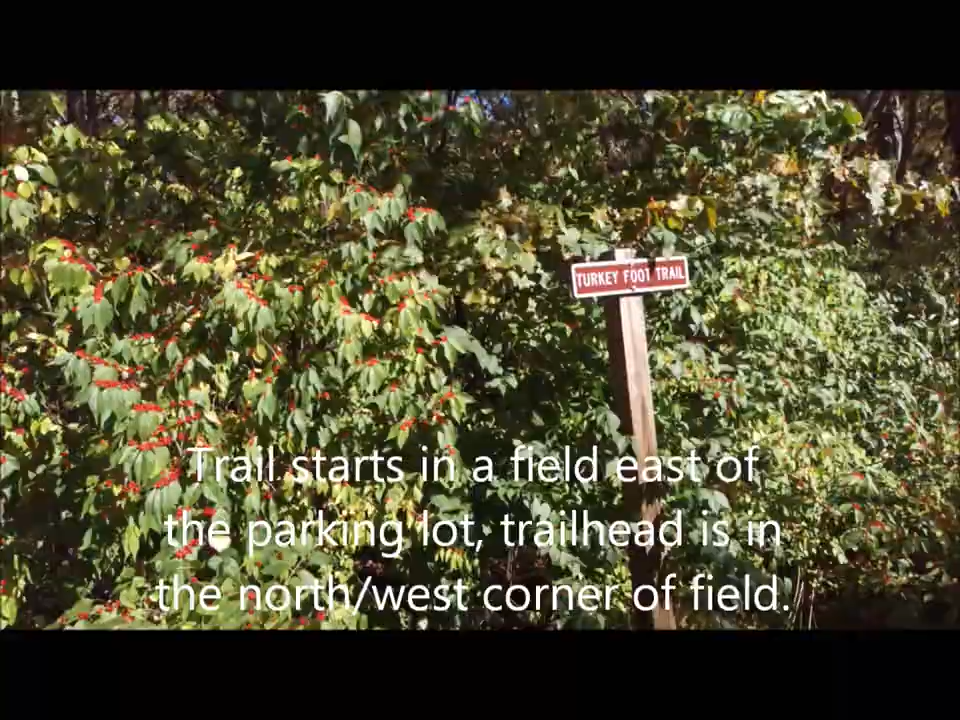 TURKEY FOOT TRAIL
Trail starts in a field east of
the parking lot, trailhead is in
the north/west corner of field.